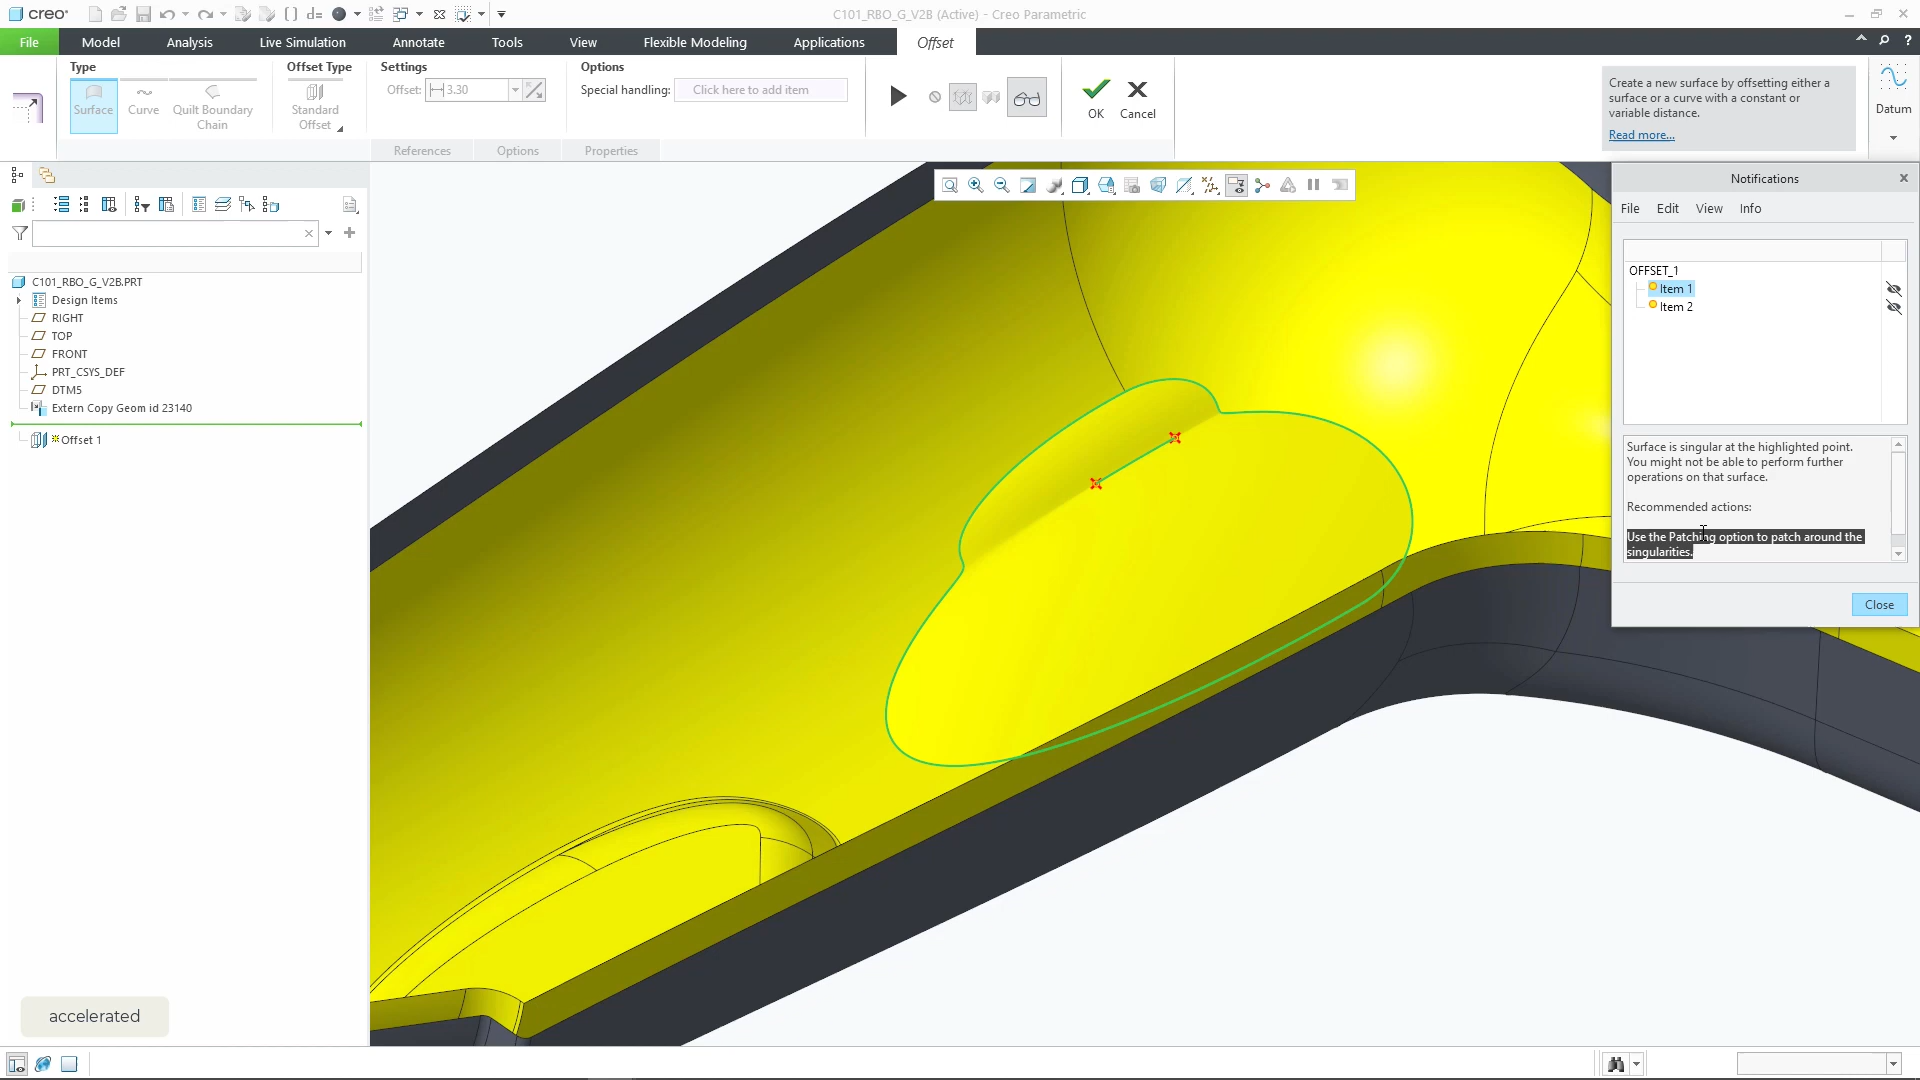 creo
d=
C101_RBO_G_V2B (Active) - Creo Parametric
File Model Analysis Live Simulation Annotate Tools View Flexible Modeling Applications Offset
?
Type
Surface
Curve
Quilt Boundary
Chain
Offset Type
Standard
Offset
Settings
Offset: 3.30
Options
Special handling: Click here to add item
OK
Cancel
References Options Properties
Create a new surface by offsetting either a
surface or a curve with a constant or
variable distance.
Read more...
Datum
C101_RBO_G_V2B.PRT
Design Items
RIGHT
TOP
FRONT
PRT_CSYS_DEF
DTM5
Extern Copy Geom id 23140
Offset 1
Notifications
File Edit View Info
OFFSET_1
Item 1
Item 2
Surface is singular at the highlighted point.
You might not be able to perform further
operations on that surface.
Recommended actions:
Use the Patching option to patch around the
singularities.
Close
accelerated